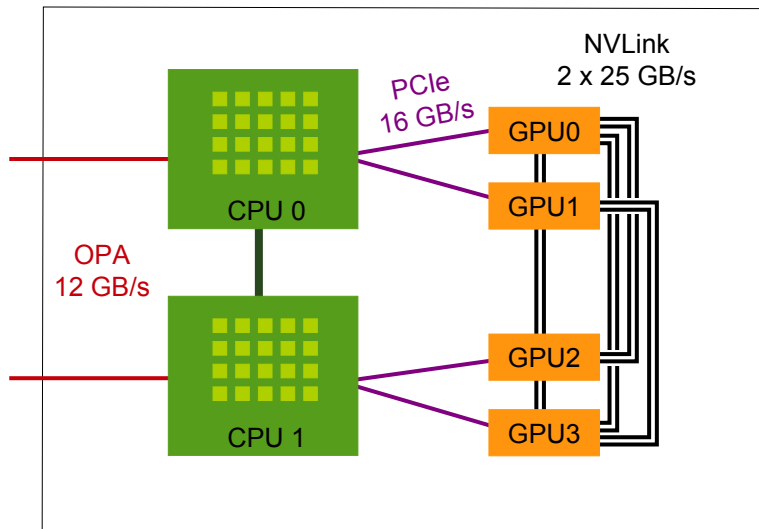 NVLink
2 x 25 GB/s
PCIe
16 GB/s
GPU0
GPU1
CPU 0
OPA
12 GB/s
GPU2
GPU3
CPU 1